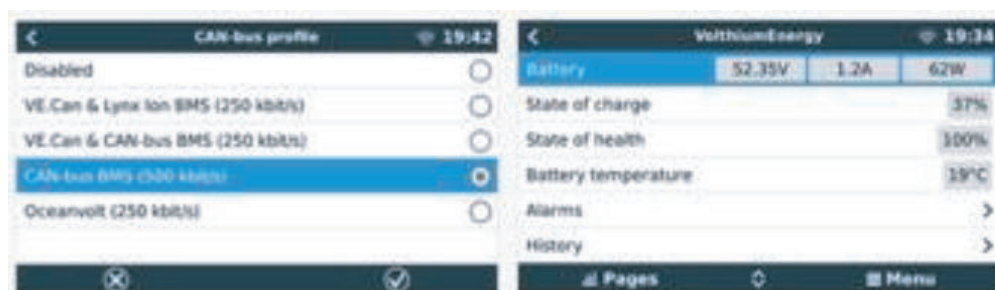 CAN-bus profile 19:42
Disabled
VE.Can & Lynx Ion BMS (250 kbit/s)
VE.Can & CAN-bus BMS (250 kbit/s)
CAN-bus BMS (500 kbit/s)
Oceanvolt (250 kbit/s)
VolthiumEnergy 19:34
Battery 52.35V 1.2A 62W
State of charge 37%
State of health 100%
Battery temperature 19°C
Alarms
History
Pages Menu